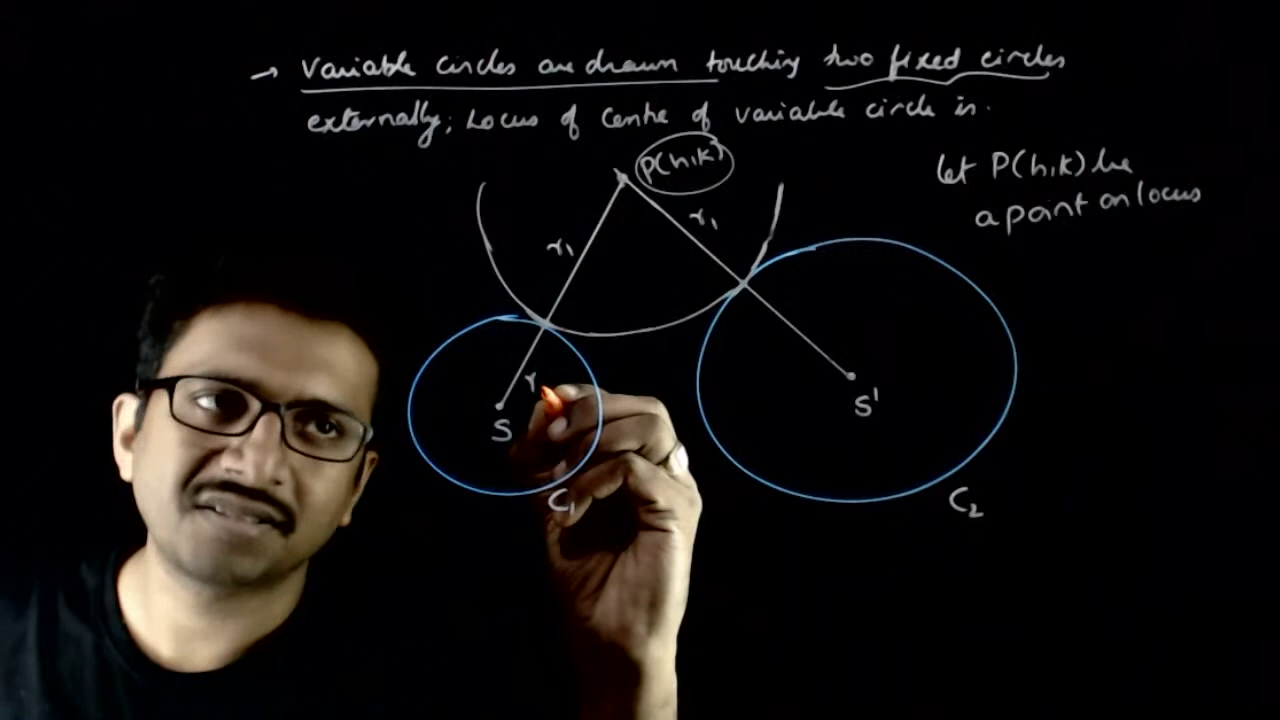 → Variable circles are drawn touching two fixed circles
externally; Locus of centre of variable circle is.
P(h,k)
let P(h,k) be
a point on locus
r₁
r₁
r
S
S'
C₁
C₂